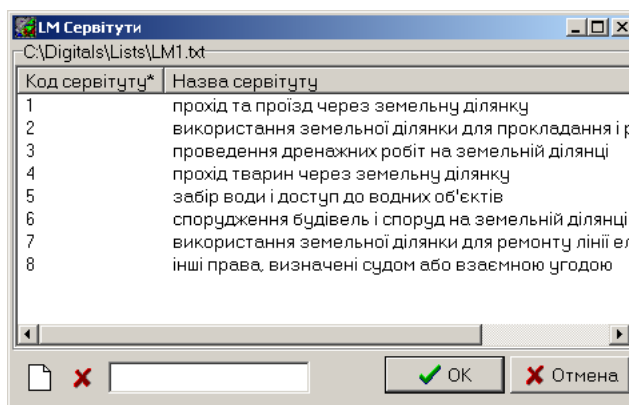 LM Сервітути
C:\Digitals\Lists\LM1.txt
Код сервітуту* Назва сервітуту
1 прохід та проїзд через земельну ділянку
2 використання земельної ділянки для прокладання і
3 проведення дренажних робіт на земельній ділянці
4 прохід тварин через земельну ділянку
5 забір води і доступ до водних об'єктів
6 спорудження будівель і споруд на земельній ділянці
7 використання земельної ділянки для ремонту лінії
8 інші права, визначені судом або взаємною угодою
OK Отмена